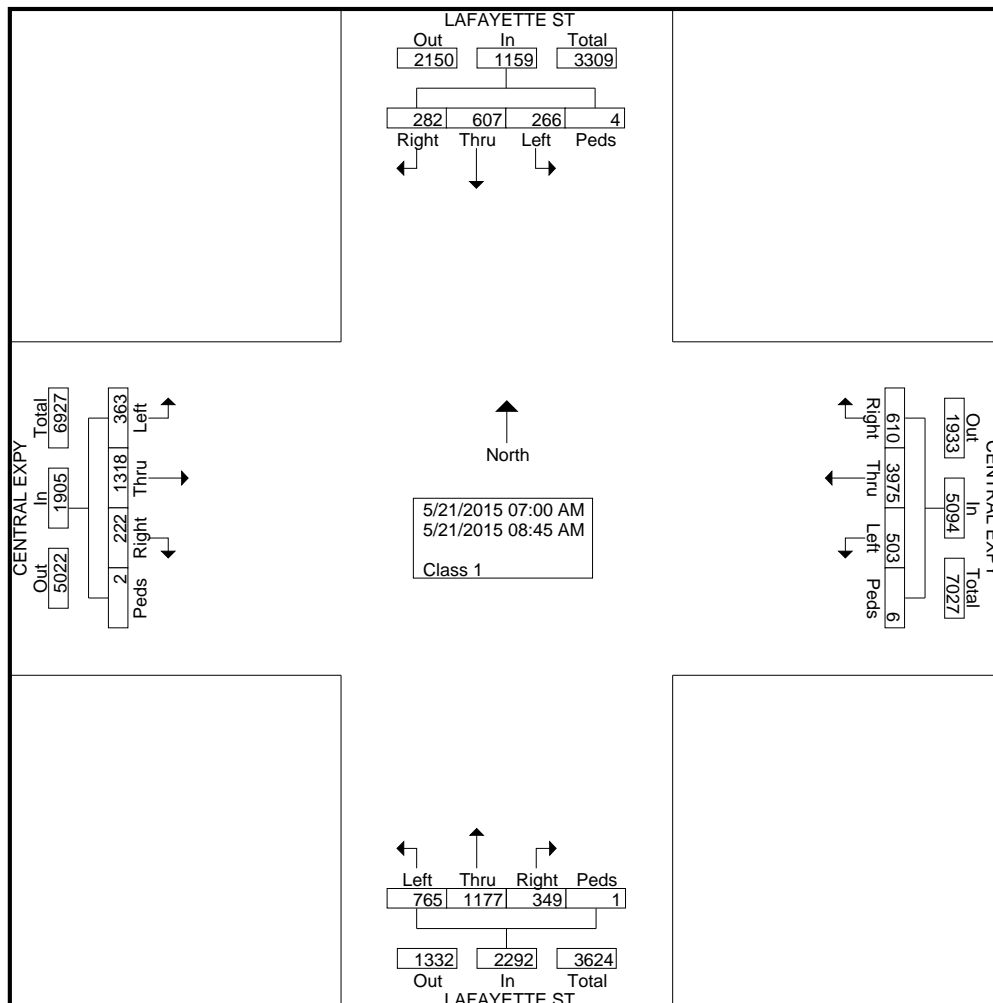 LAFAYETTE ST
Out In Total
2150 1159 3309
282 607 266 4
Right Thru Left Peds
CENTRAL EXPY
Total In Out
6927 1905 5022
363 1318 222 2
Left Thru Right Peds
North
5/21/2015 07:00 AM
5/21/2015 08:45 AM
Class 1
Right Thru Left Peds
610 3975 503 6
Out In Total
1933 5094 7027
CENTRAL EXPY
Left Thru Right Peds
765 1177 349 1
1332 2292 3624
Out In Total
LAFAYETTE ST